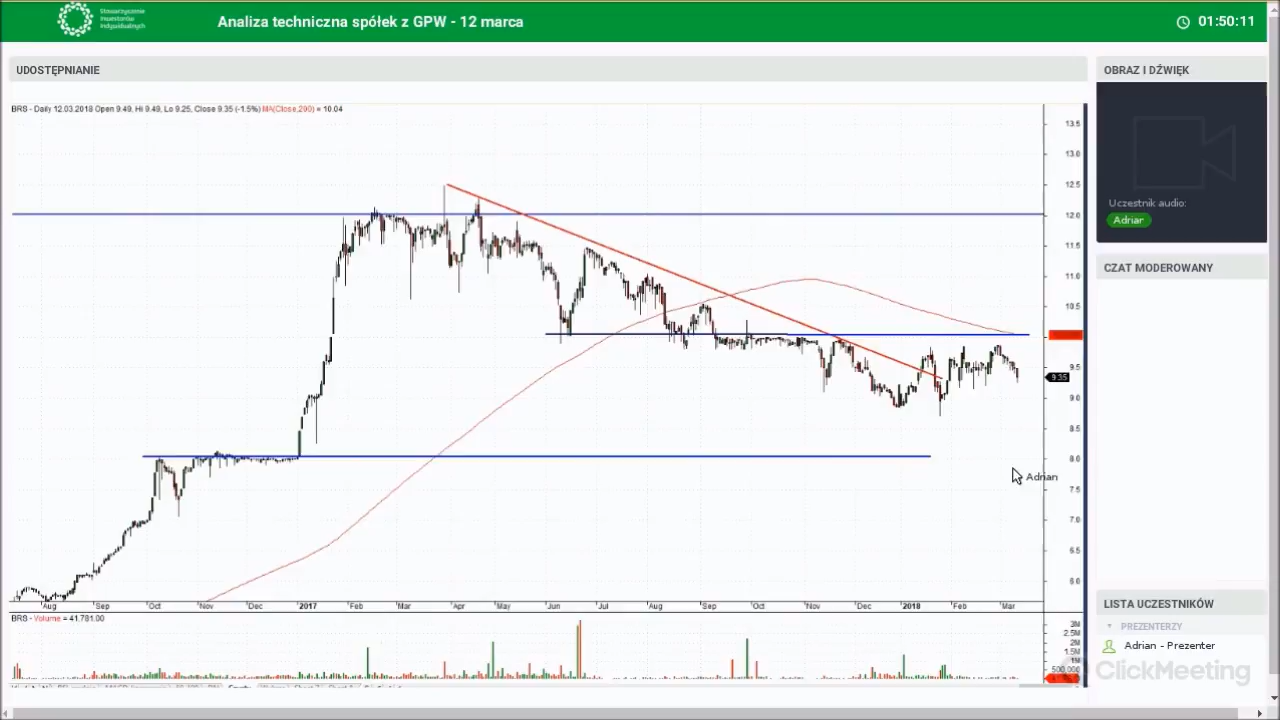 Stowarzyszenie
Inwestorów
Indywidualnych
Analiza techniczna spółek z GPW - 12 marca
01:50:11
UDOSTĘPNIANIE
OBRAZ I DŹWIĘK
BRS - Daily 12.03.2018 Open 9.49, Hi 9.49, Lo 9.25, Close 9.35 (-1.5%) MA(Close,200) = 10.04
13.5
13.0
12.5
12.0
11.5
11.0
10.5
9.5
9.35
9.0
8.5
8.0
7.5
7.0
6.5
6.0
Uczestnik audio:
Adrian
CZAT MODEROWANY
Adrian
Aug Sep Oct Nov Dec 2017 Feb Mar Apr May Jun Jul Aug Sep Oct Nov Dec 2018 Feb Mar
BRS - Volume = 41.781.00
3M
2.5M
1.5M
1M
500,000
LISTA UCZESTNIKÓW
PREZENTERZY
Adrian - Prezenter
ClickMeeting